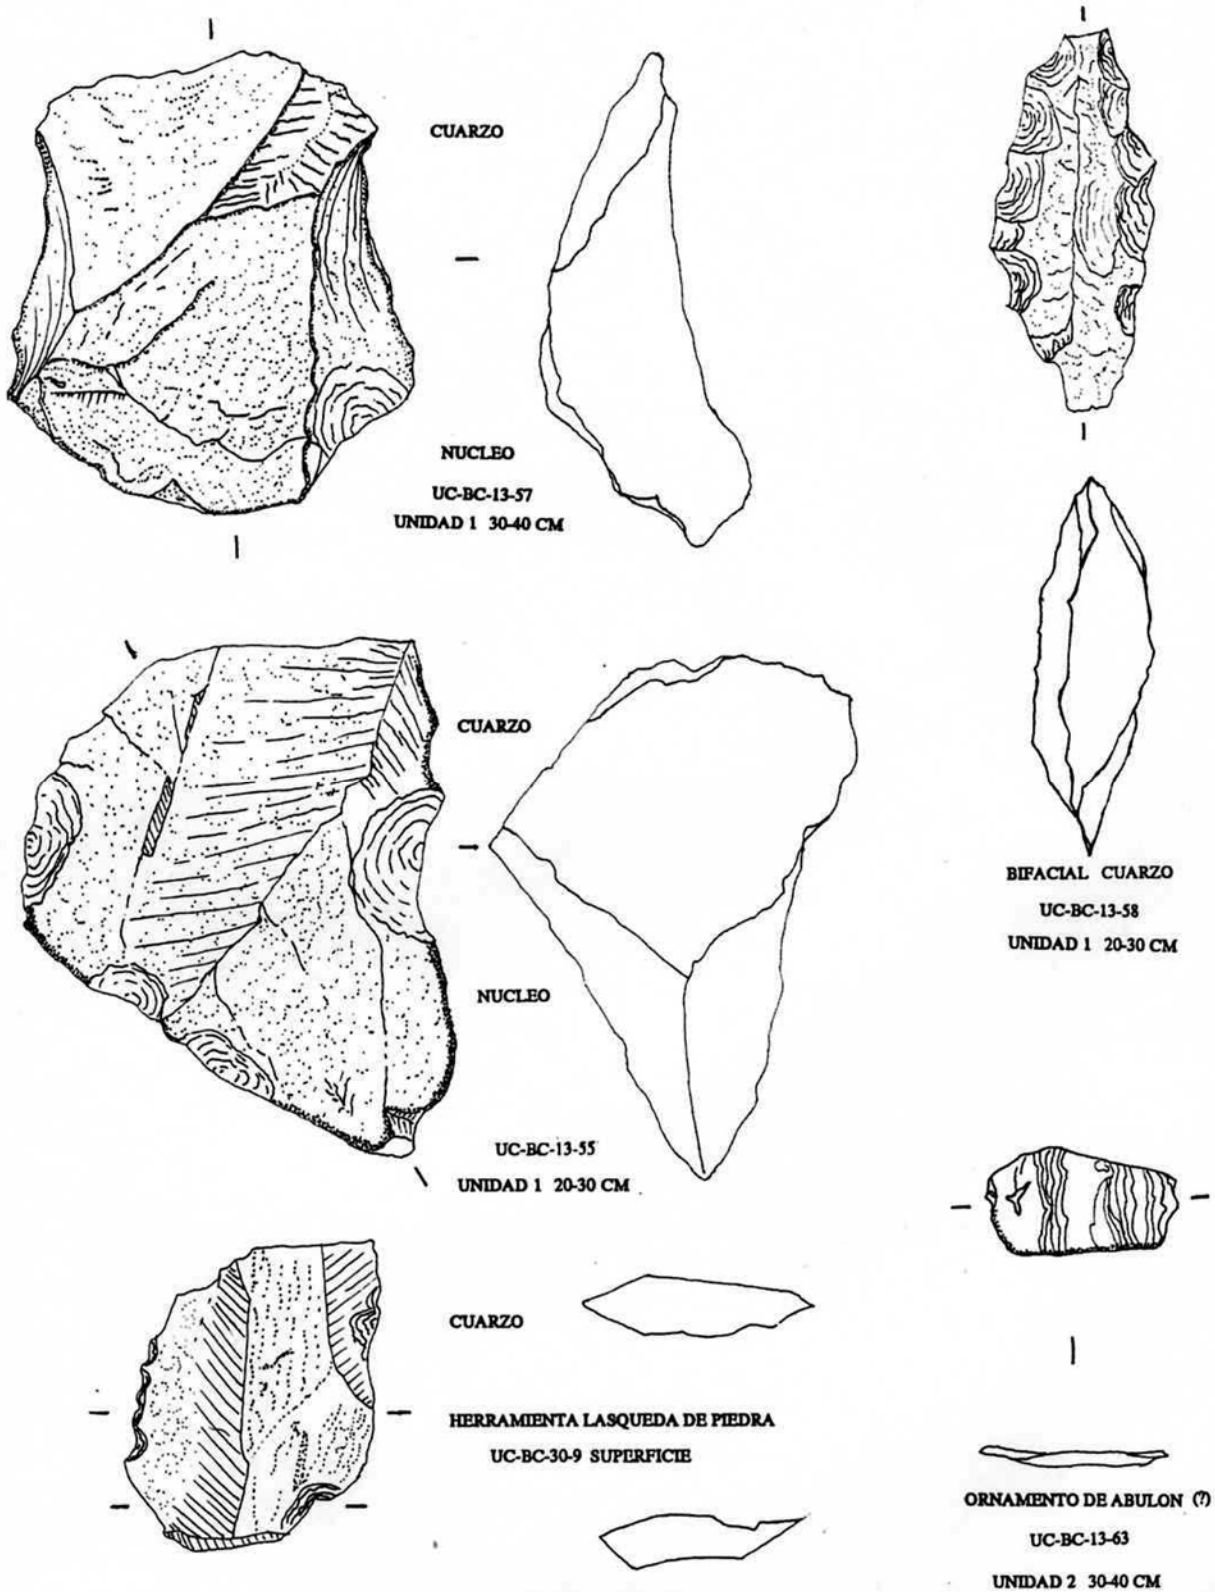 CUARZO
NUCLEO
UC-BC-13-57
UNIDAD 1 30-40 CM
CUARZO
NUCLEO
UC-BC-13-55
UNIDAD 1 20-30 CM
CUARZO
HERRAMIENTA LASQUEDA DE PIEDRA
UC-BC-30-9 SUPERFICIE
BIFACIAL CUARZO
UC-BC-13-58
UNIDAD 1 20-30 CM
ORNAMENTO DE ABULON (?)
UC-BC-13-63
UNIDAD 2 30-40 CM